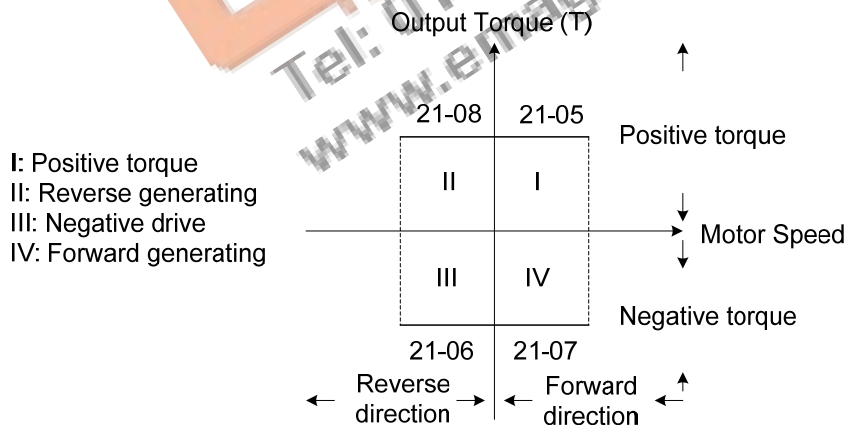 Output Torque (T)
21-08
21-05
Positive torque
I: Positive torque
II: Reverse generating
III: Negative drive
IV: Forward generating
II
I
Motor Speed
III
IV
Negative torque
21-06
21-07
Reverse
direction
Forward
direction
Tel: